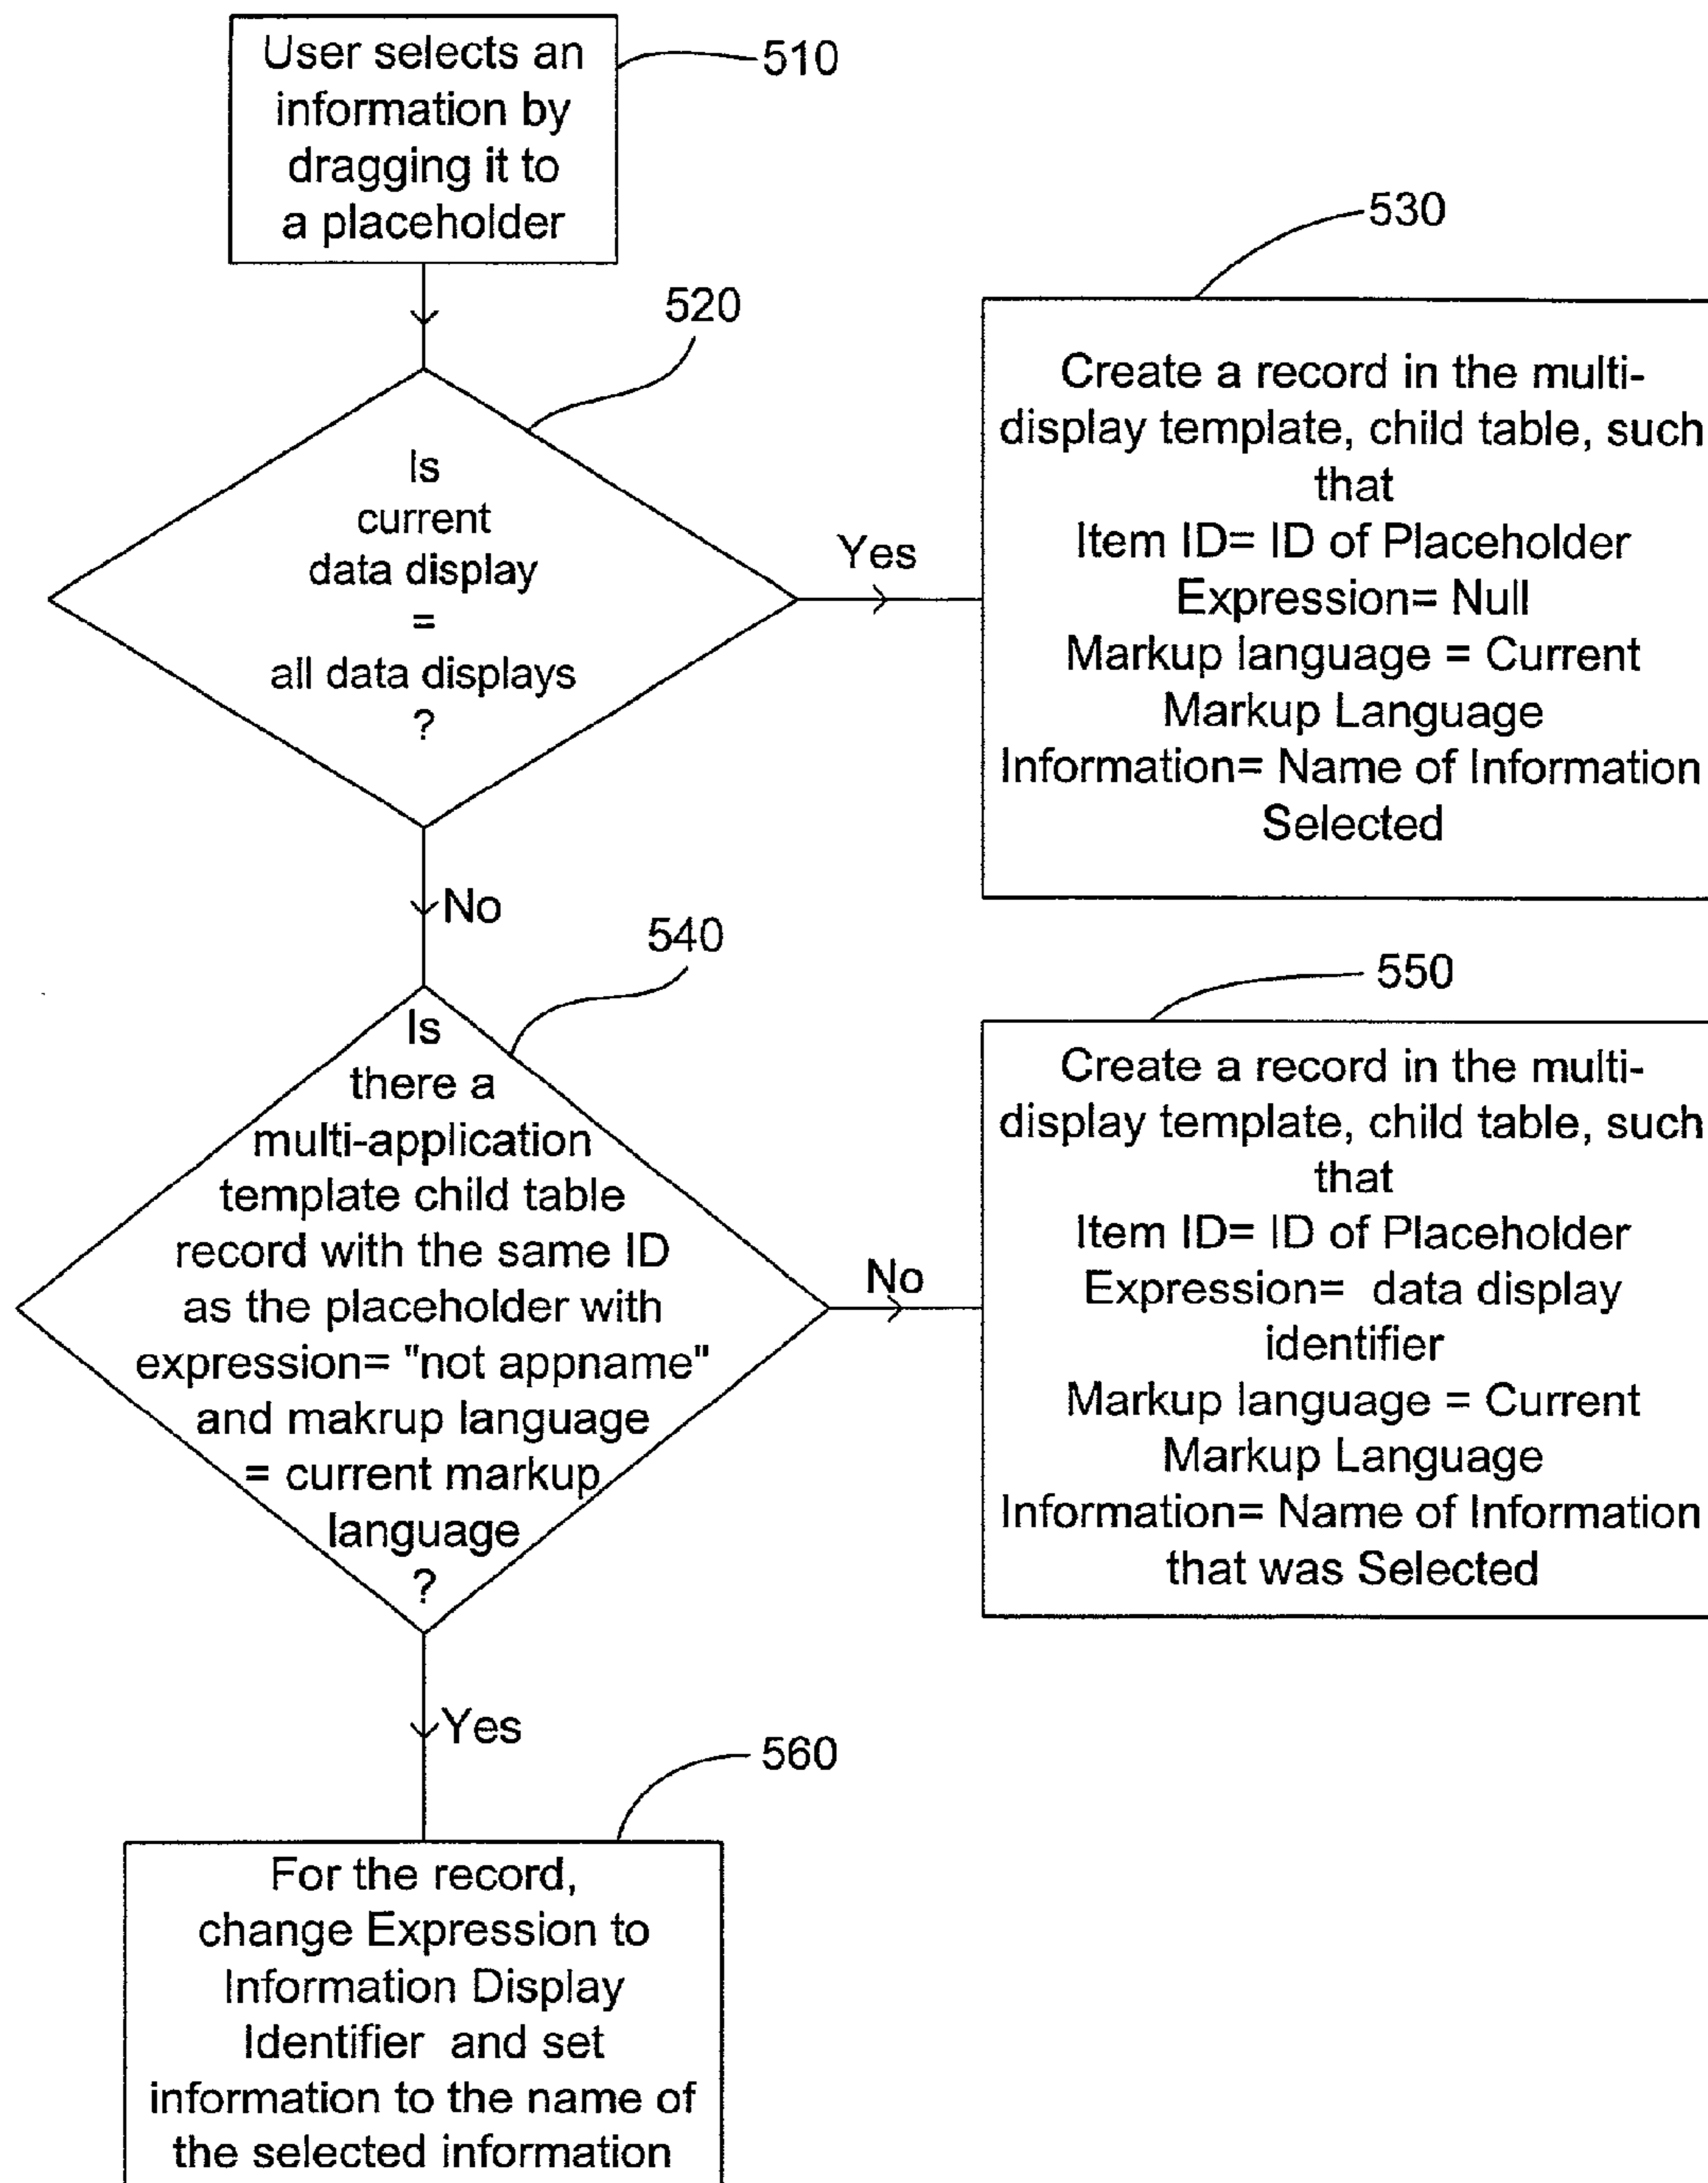 User selects an
information by
dragging it to
a placeholder
510
520
Is
current
data display
=
all data displays
?
Yes
530
Create a record in the multi-
display template, child table, such
that
Item ID= ID of Placeholder
Expression= Null
Markup language = Current
Markup Language
Information= Name of Information
Selected
No
540
Is
there a
multi-application
template child table
record with the same ID
as the placeholder with
expression= "not appname"
and makrup language
= current markup
language
?
No
550
Create a record in the multi-
display template, child table, such
that
Item ID= ID of Placeholder
Expression= data display
identifier
Markup language = Current
Markup Language
Information= Name of Information
that was Selected
Yes
560
For the record,
change Expression to
Information Display
Identifier and set
information to the name of
the selected information